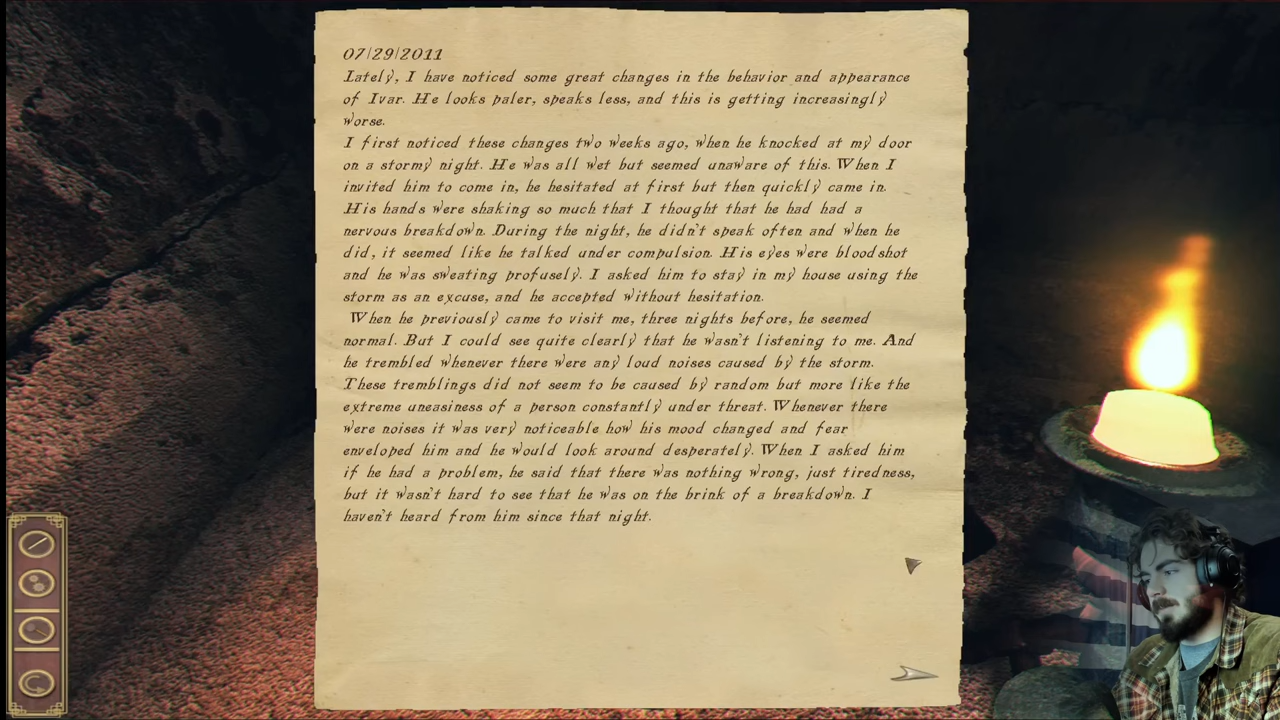 07/29/2011
Lately, I have noticed some great changes in the behavior and appearance
of Ivar. He looks paler, speaks less, and this is getting increasingly
worse.
I first noticed these changes two weeks ago, when he knocked at my door
on a stormy night. He was all wet but seemed unaware of this. When I
invited him to come in, he hesitated at first but then quickly came in.
His hands were shaking so much that I thought that he had had a
nervous breakdown. During the night, he didn't speak often and when he
did, it seemed like he talked under compulsion. His eyes were bloodshot
and he was sweating profusely. I asked him to stay in my house using the
storm as an excuse, and he accepted without hesitation.
When he previously came to visit me, three nights before, he seemed
normal. But I could see quite clearly that he wasn't listening to me. And
he trembled whenever there were any loud noises caused by the storm.
These tremblings did not seem to be caused by random but more like the
extreme uneasiness of a person constantly under threat. Whenever there
were noises it was very noticeable how his mood changed and fear
enveloped him and he would look around desperately. When I asked him
if he had a problem, he said that there was nothing wrong, just tiredness,
but it wasn't hard to see that he was on the brink of a breakdown. I
haven't heard from him since that night.